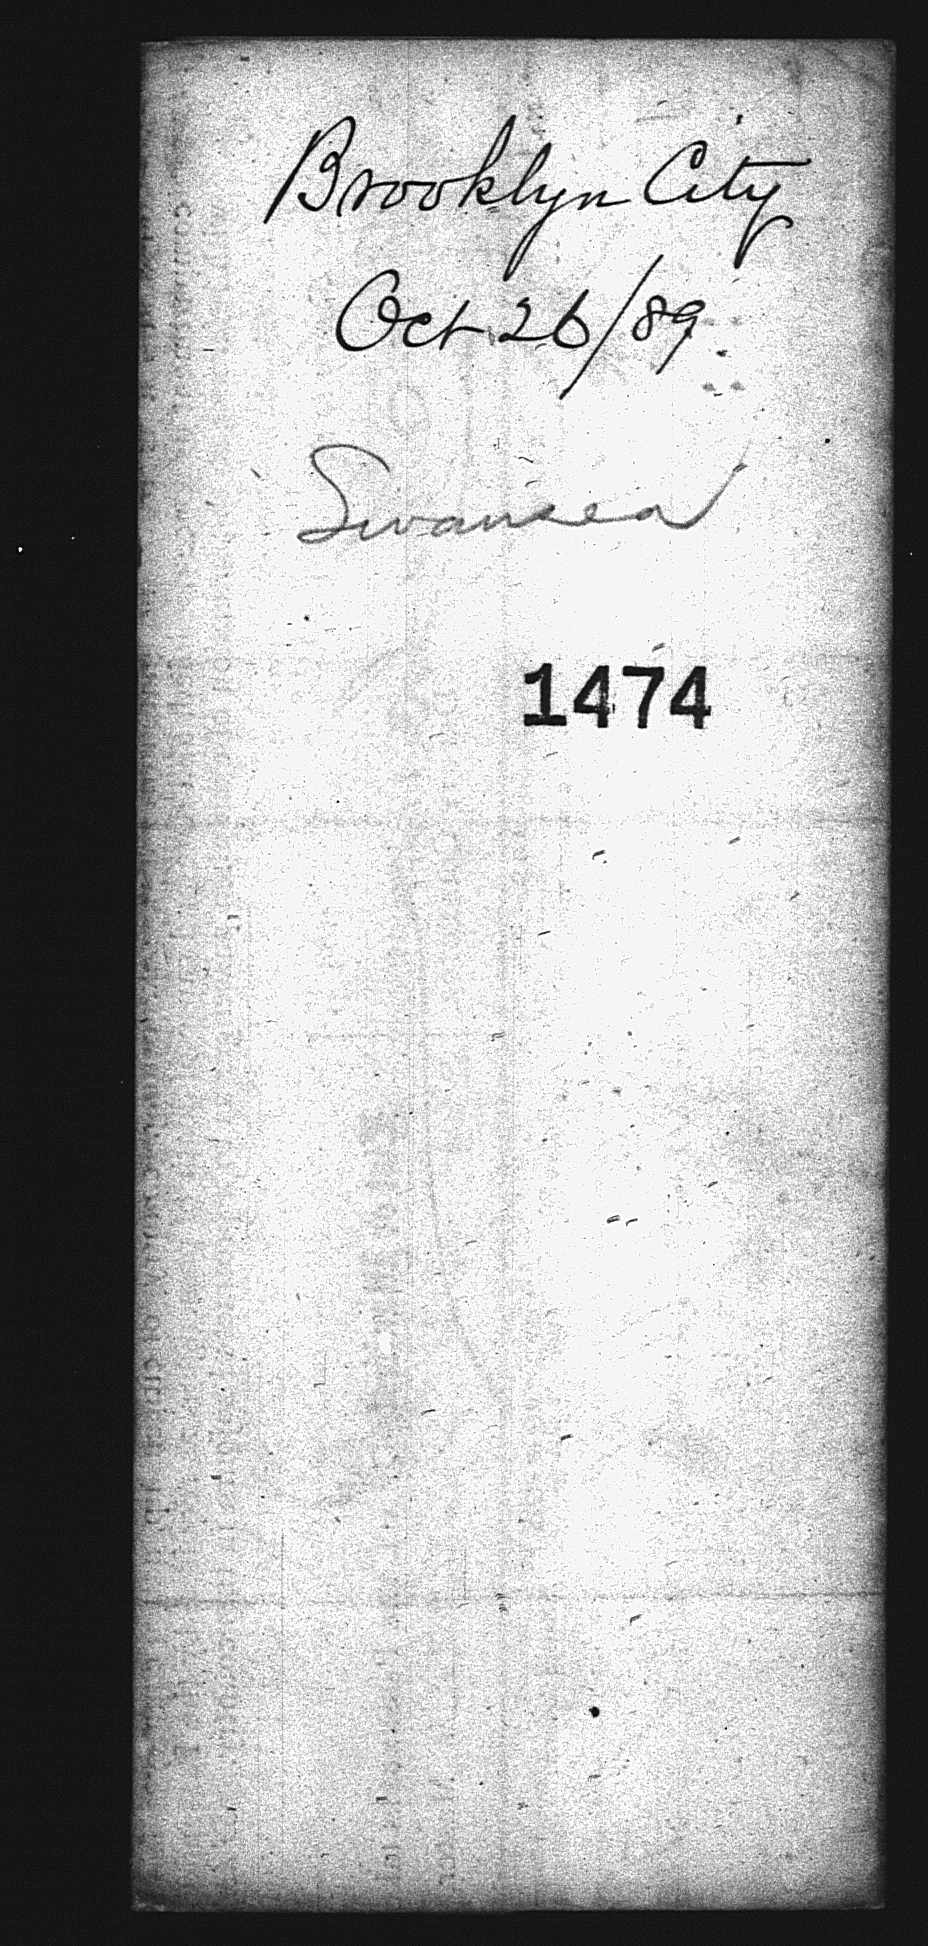 Brooklyn City
Oct 26/89
Swansea
1474